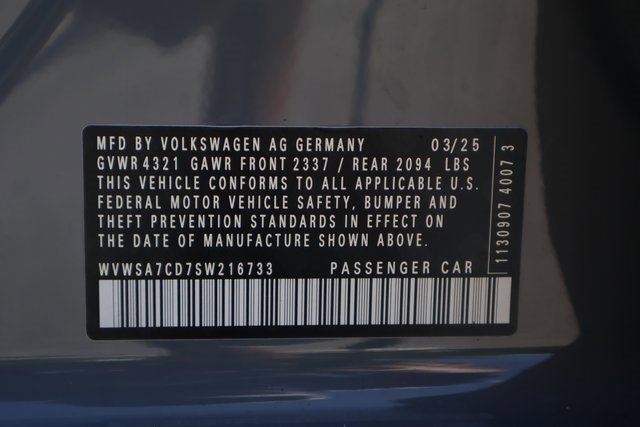 MFD BY VOLKSWAGEN AG GERMANY 03/25
GVWR 4321 GAWR FRONT 2337 / REAR 2094 LBS
THIS VEHICLE CONFORMS TO ALL APPLICABLE U.S.
FEDERAL MOTOR VEHICLE SAFETY, BUMPER AND
THEFT PREVENTION STANDARDS IN EFFECT ON
THE DATE OF MANUFACTURE SHOWN ABOVE.
WVWSA7CD7SW216733 PASSENGER CAR
1130907 4007 3